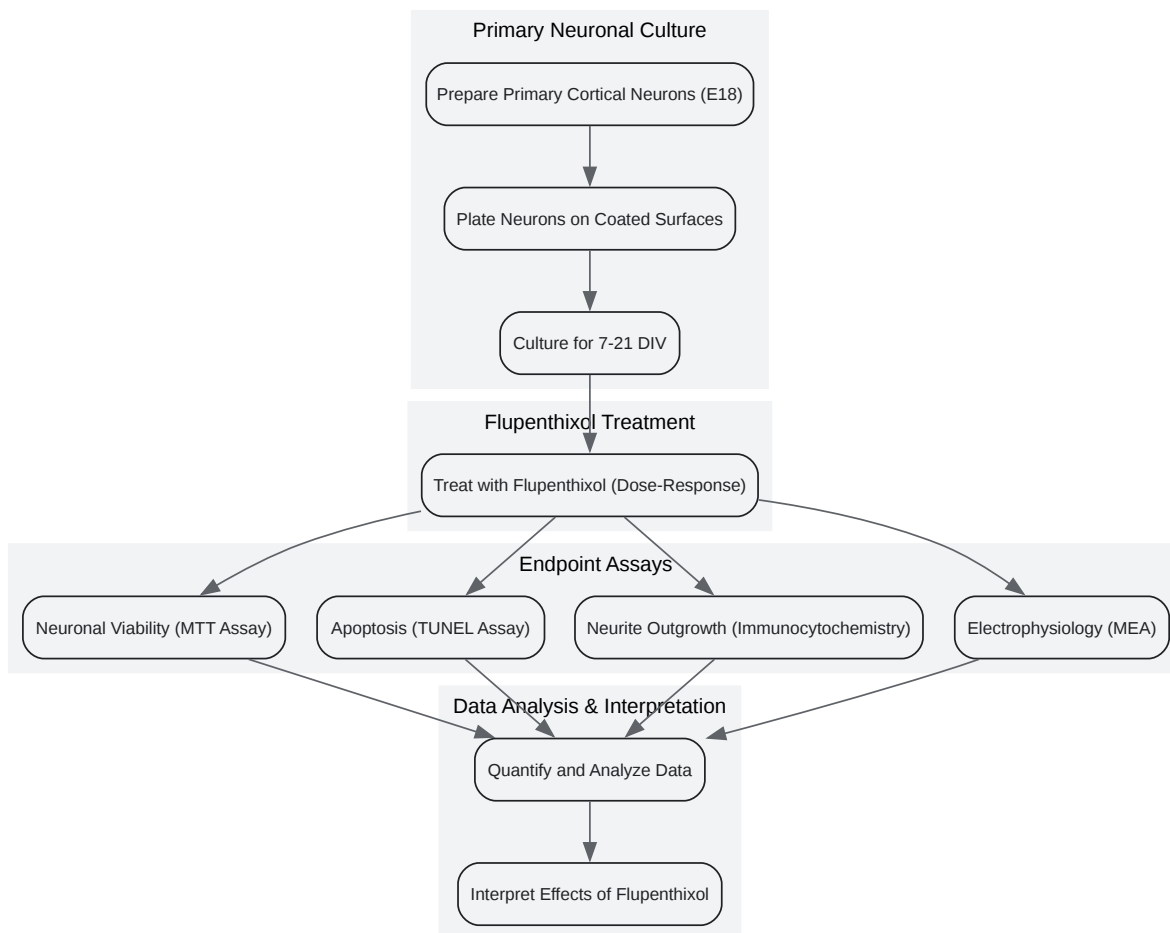 Primary Neuronal Culture
Prepare Primary Cortical Neurons (E18)
Plate Neurons on Coated Surfaces
Culture for 7-21 DIV
Flupenthixol Treatment
Treat with Flupenthixol (Dose-Response)
Endpoint Assays
Neuronal Viability (MTT Assay)
Apoptosis (TUNEL Assay)
Neurite Outgrowth (Immunocytochemistry)
Electrophysiology (MEA)
Data Analysis & Interpretation
Quantify and Analyze Data
Interpret Effects of Flupenthixol